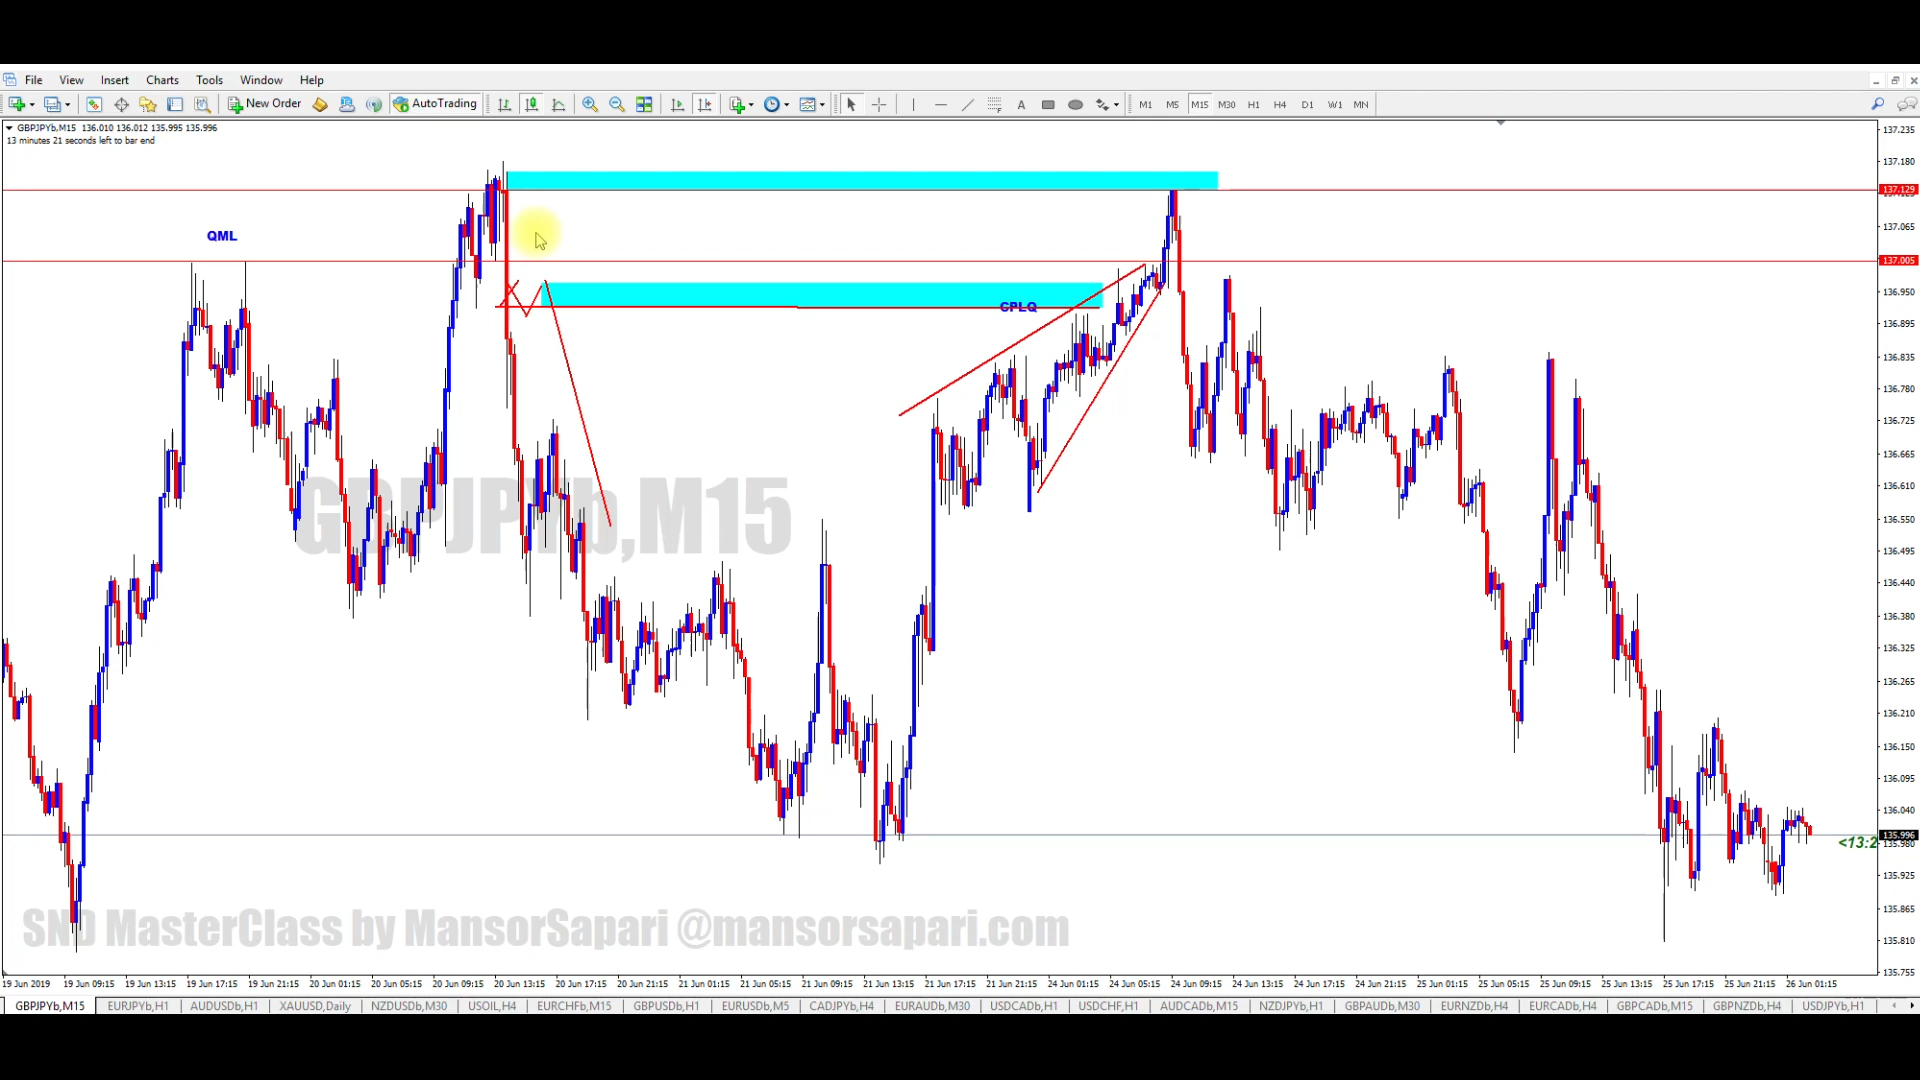 File View Insert Charts Tools Window Help
New Order AutoTrading A M1 M5 M15 M30 H1 H4 D1 W1 MN
GBPJPYb,M15 136.010 136.012 135.995 135.996
13 minutes 21 seconds left to bar end
137.235
137.180
137.129
QML
137.065
137.005
136.950
CPLQ
136.895
136.835
136.780
136.725
136.665
GBPJPYb,M15
136.610
136.550
136.495
136.440
136.380
136.325
136.265
136.210
136.150
136.095
136.040
135.996
<13:2
135.980
135.925
135.865
SND MasterClass by MansorSapari @mansorsapari.com
135.810
135.755
19 Jun 2019 19 Jun 09:15 19 Jun 13:15 19 Jun 17:15 19 Jun 21:15 20 Jun 01:15 20 Jun 05:15 20 Jun 09:15 20 Jun 13:15 20 Jun 17:15 20 Jun 21:15 21 Jun 01:15 21 Jun 05:15 21 Jun 09:15 21 Jun 13:15 21 Jun 17:15 21 Jun 21:15 24 Jun 01:15 24 Jun 05:15 24 Jun 09:15 24 Jun 13:15 24 Jun 17:15 24 Jun 21:15 25 Jun 01:15 25 Jun 05:15 25 Jun 09:15 25 Jun 13:15 25 Jun 17:15 25 Jun 21:15 26 Jun 01:15
GBPJPYb,M15 EURJPYb,H1 AUDUSDb,H1 XAUUSD,Daily NZDUSDb,M30 USOIL,H4 EURCHFb,M15 GBPUSDb,H1 EURUSDb,M5 CADJPYb,H4 EURAUDb,M30 USDCADb,H1 USDCHF,H1 AUDCADb,M15 NZDJPYb,H1 GBPAUDb,M30 EURNZDb,H4 EURCADb,H4 GBPCADb,M15 GBPNZDb,H4 USDJPYb,H1